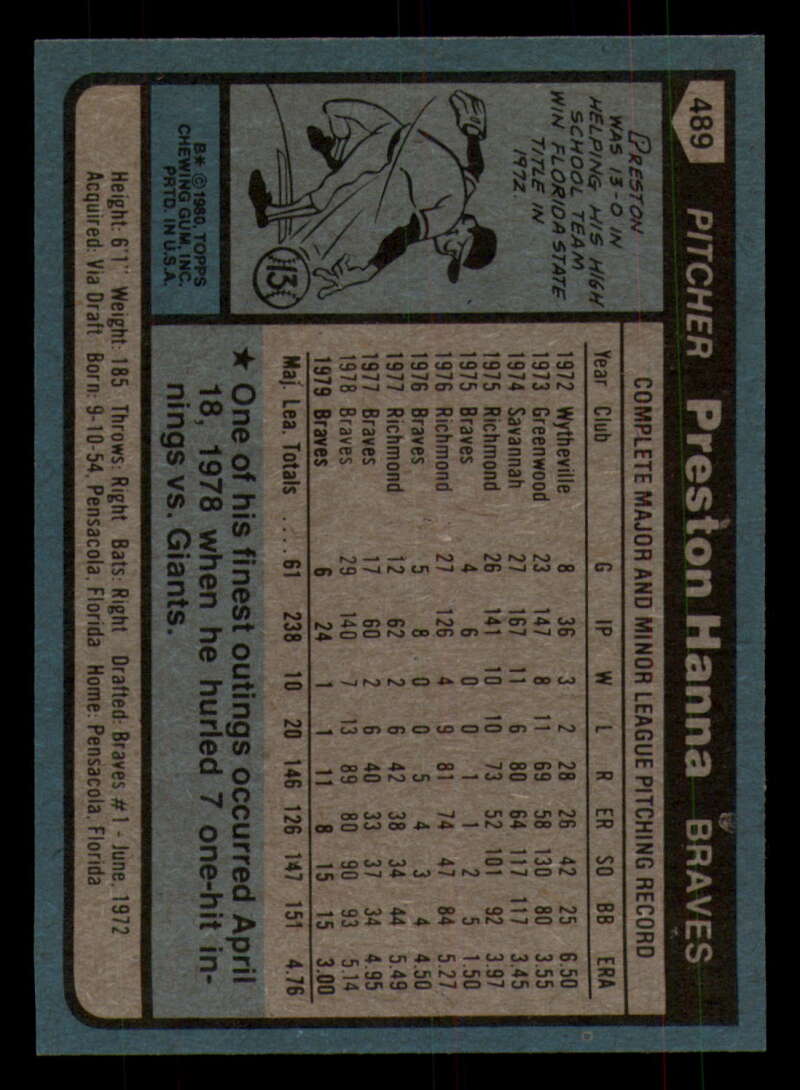 489 PITCHER Preston Hanna BRAVES
PRESTON
WAS 13-0 IN
HELPING HIS HIGH
SCHOOL TEAM
WIN FLORIDA STATE
TITLE IN
1972.
13
B* © 1980 TOPPS
CHEWING GUM, INC.
PRTD. IN U.S.A.
COMPLETE MAJOR AND MINOR LEAGUE PITCHING RECORD
Year Club G IP W L R ER SO BB ERA
1972 Wytheville 8 36 3 2 28 26 42 25 6.50
1973 Greenwood 23 147 8 11 69 58 130 80 3.55
1974 Savannah 27 167 11 6 80 64 117 117 3.45
1975 Richmond 26 141 10 10 73 52 101 92 3.97
1975 Braves 4 6 0 0 1 1 2 5 1.50
1976 Richmond 27 126 4 9 81 74 47 84 5.27
1976 Braves 5 8 0 0 5 4 3 4 4.50
1977 Richmond 12 62 2 6 42 38 34 44 5.49
1977 Braves 17 60 2 6 40 33 37 34 4.95
1978 Braves 29 140 7 13 89 80 90 93 5.14
1979 Braves 6 24 1 1 11 8 15 15 3.00
Maj. Lea. Totals .... 61 238 10 20 146 126 147 151 4.76
★ One of his finest outings occurred April
18, 1978 when he hurled 7 one-hit in-
nings vs. Giants.
Height: 6'1" Weight: 185 Throws: Right Bats: Right Drafted: Braves #1 - June, 1972
Acquired: Via Draft Born: 9-10-54, Pensacola, Florida Home: Pensacola, Florida